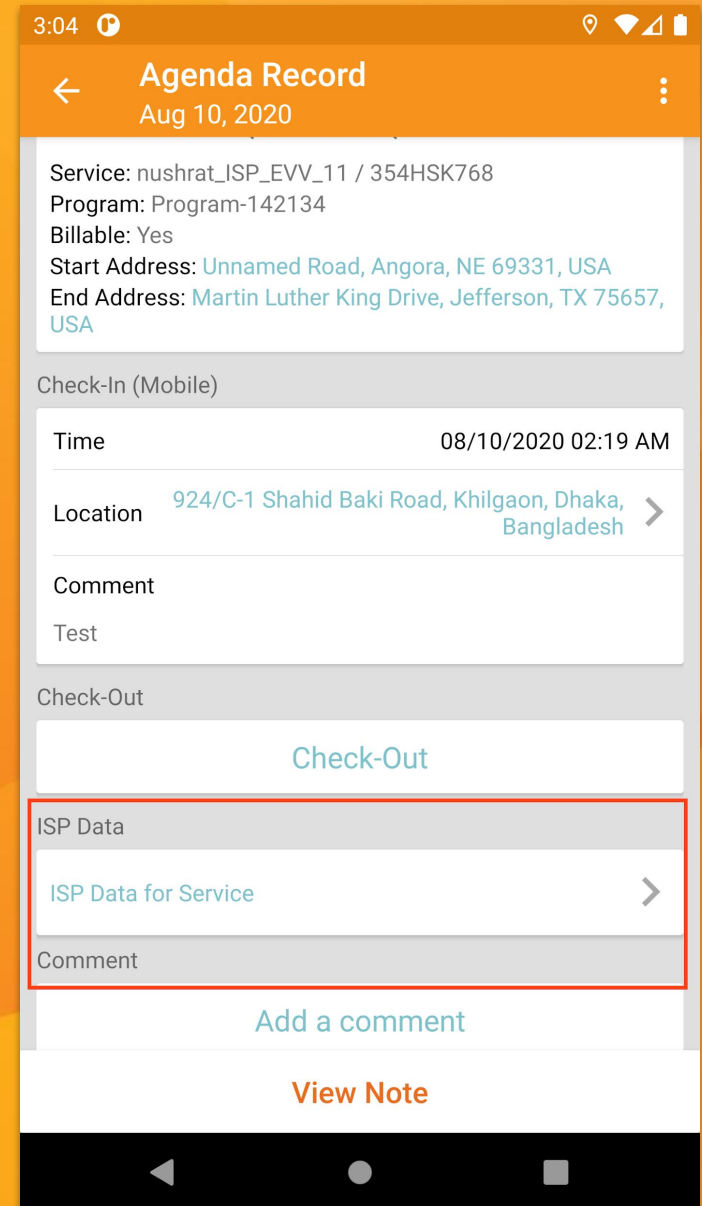 3:04
Agenda Record
Aug 10, 2020
Service: nushrat_ISP_EVV_11 / 354HSK768
Program: Program-142134
Billable: Yes
Start Address: Unnamed Road, Angora, NE 69331, USA
End Address: Martin Luther King Drive, Jefferson, TX 75657,
USA
Check-In (Mobile)
Time 08/10/2020 02:19 AM
Location 924/C-1 Shahid Baki Road, Khilgaon, Dhaka,
Bangladesh
Comment
Test
Check-Out
Check-Out
ISP Data
ISP Data for Service
Comment
Add a comment
View Note